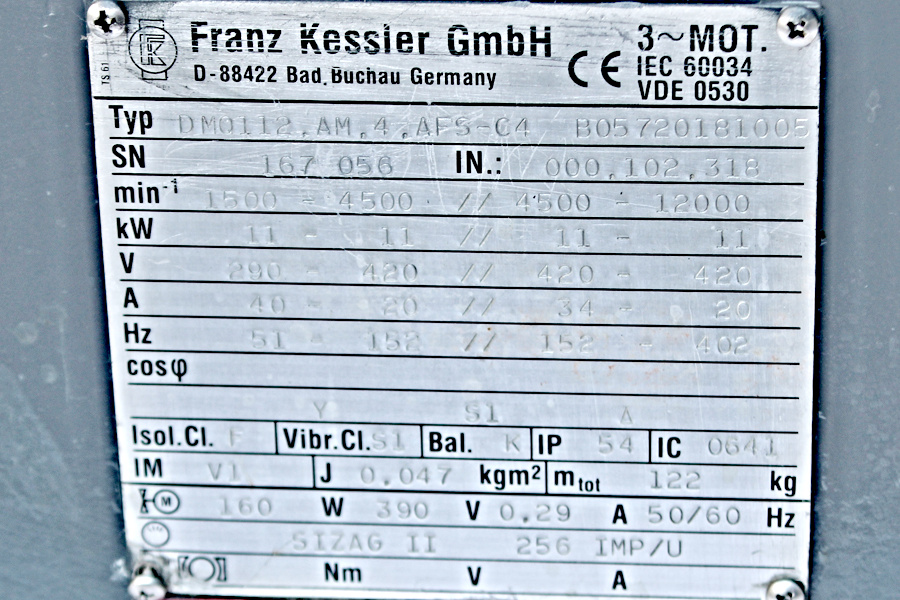 Franz Kessler GmbH
D-88422 Bad.Buchau Germany
CE
3~MOT.
IEC 60034
VDE 0530
TS 61
Typ DMQ112.AM.4.AFS-C4 B05720181005
SN 167 056 IN.: 000.102.318
min⁻¹ 1500 - 4500 // 4500 - 12000
kW 11 - 11 // 11 - 11
V 290 - 420 // 420 - 420
A 40 - 20 // 34 - 20
Hz 51 - 152 // 152 - 402
cosφ
Y S1 Δ
Isol.Cl. F Vibr.Cl. S1 Bal. K IP 54 IC 0641
IM V1 J 0.047 kgm² m tot 122 kg
M 160 W 390 V 0.29 A 50/60 Hz
SIZAG II 256 IMP/U
Nm V A